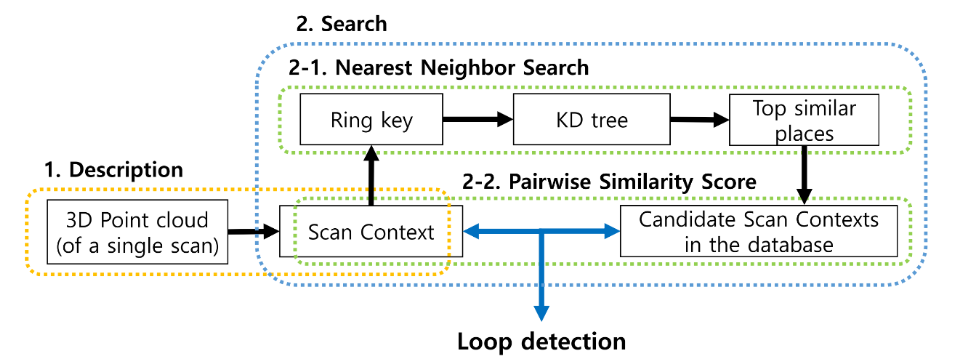 2. Search
2-1. Nearest Neighbor Search
Ring key
KD tree
Top similar
places
1. Description
2-2. Pairwise Similarity Score
3D Point cloud
(of a single scan)
Scan Context
Candidate Scan Contexts
in the database
Loop detection